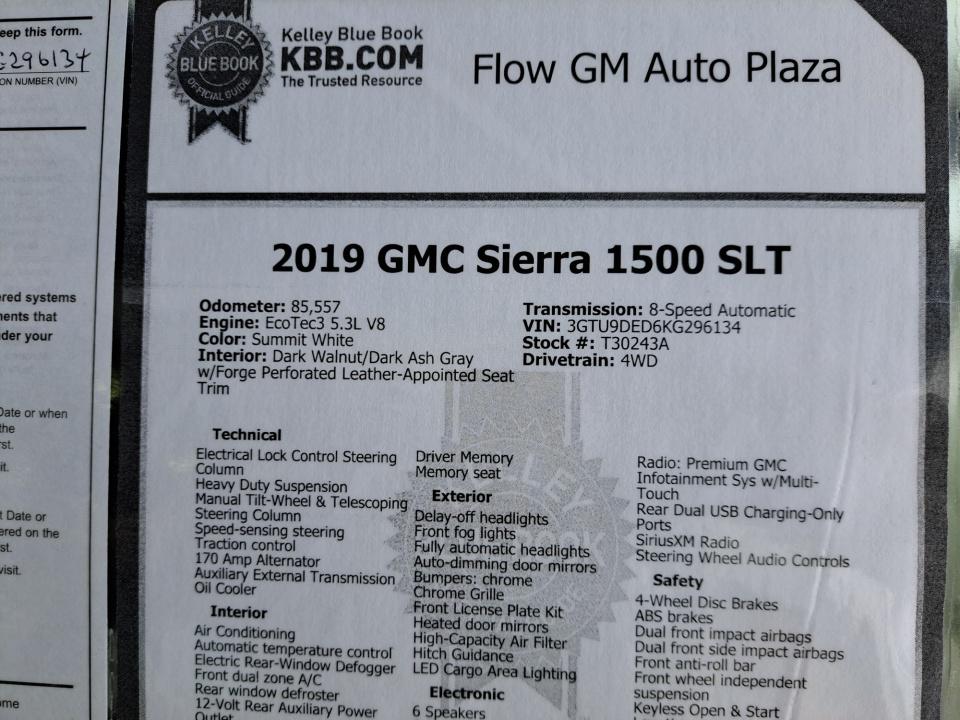 eep this form.
296134
ON NUMBER (VIN)
ered systems
ents that
der your
Date or when
the
rst.
it.
t Date or
ered on the
st.
visit.
ome
KELLEY
BLUE BOOK
OFFICIAL GUIDE
Kelley Blue Book
KBB.COM
The Trusted Resource
Flow GM Auto Plaza
2019 GMC Sierra 1500 SLT
Odometer: 85,557
Engine: EcoTec3 5.3L V8
Color: Summit White
Interior: Dark Walnut/Dark Ash Gray
w/Forge Perforated Leather-Appointed Seat
Trim
Transmission: 8-Speed Automatic
VIN: 3GTU9DED6KG296134
Stock #: T30243A
Drivetrain: 4WD
Technical
Electrical Lock Control Steering
Column
Heavy Duty Suspension
Manual Tilt-Wheel & Telescoping
Steering Column
Speed-sensing steering
Traction control
170 Amp Alternator
Auxiliary External Transmission
Oil Cooler
Interior
Air Conditioning
Automatic temperature control
Electric Rear-Window Defogger
Front dual zone A/C
Rear window defroster
12-Volt Rear Auxiliary Power
Outlet
Driver Memory
Memory seat
Exterior
Delay-off headlights
Front fog lights
Fully automatic headlights
Auto-dimming door mirrors
Bumpers: chrome
Chrome Grille
Front License Plate Kit
Heated door mirrors
High-Capacity Air Filter
Hitch Guidance
LED Cargo Area Lighting
Electronic
6 Speakers
Radio: Premium GMC
Infotainment Sys w/Multi-
Touch
Rear Dual USB Charging-Only
Ports
SiriusXM Radio
Steering Wheel Audio Controls
Safety
4-Wheel Disc Brakes
ABS brakes
Dual front impact airbags
Dual front side impact airbags
Front anti-roll bar
Front wheel independent
suspension
Keyless Open & Start